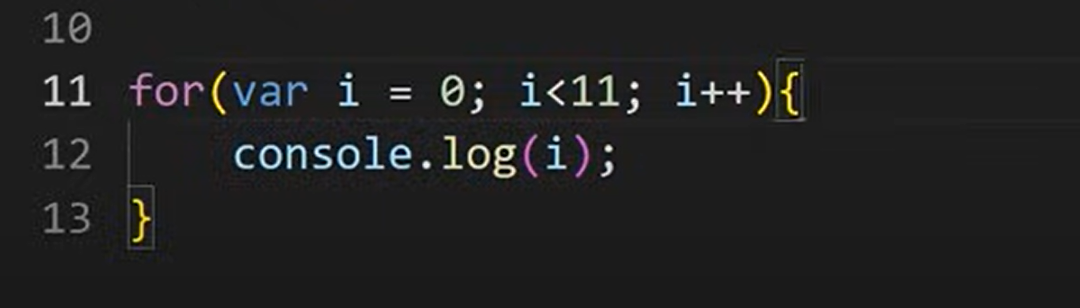 10
11 for(var i = 0; i<11; i++){
12     console.log(i);
13 }